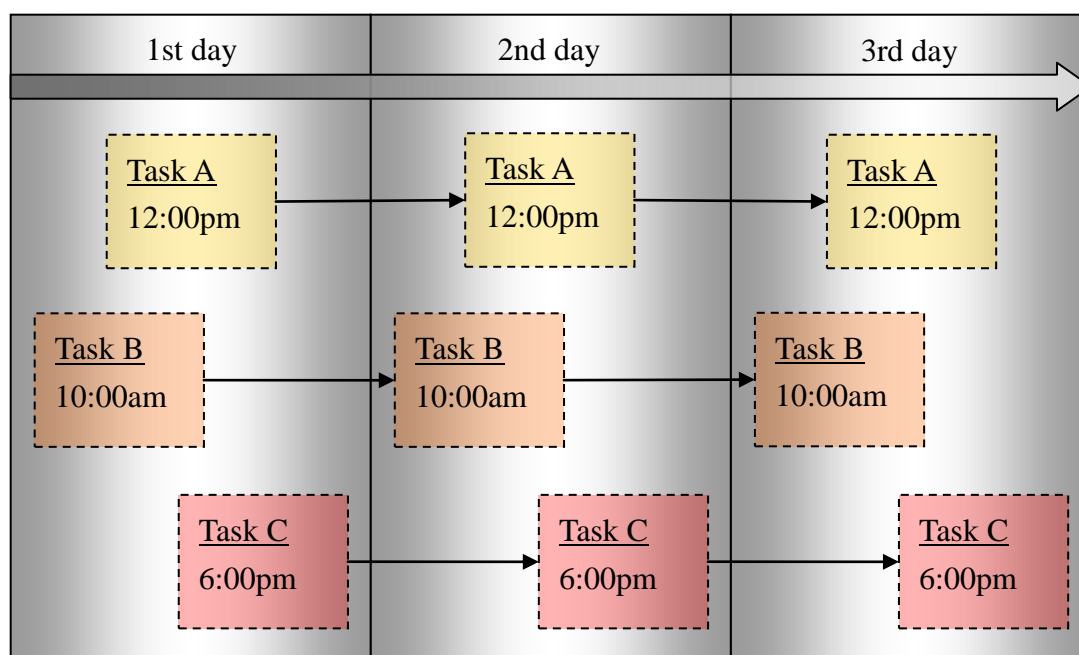 1st day
2nd day
3rd day
Task A
12:00pm
Task A
12:00pm
Task A
12:00pm
Task B
10:00am
Task B
10:00am
Task B
10:00am
Task C
6:00pm
Task C
6:00pm
Task C
6:00pm